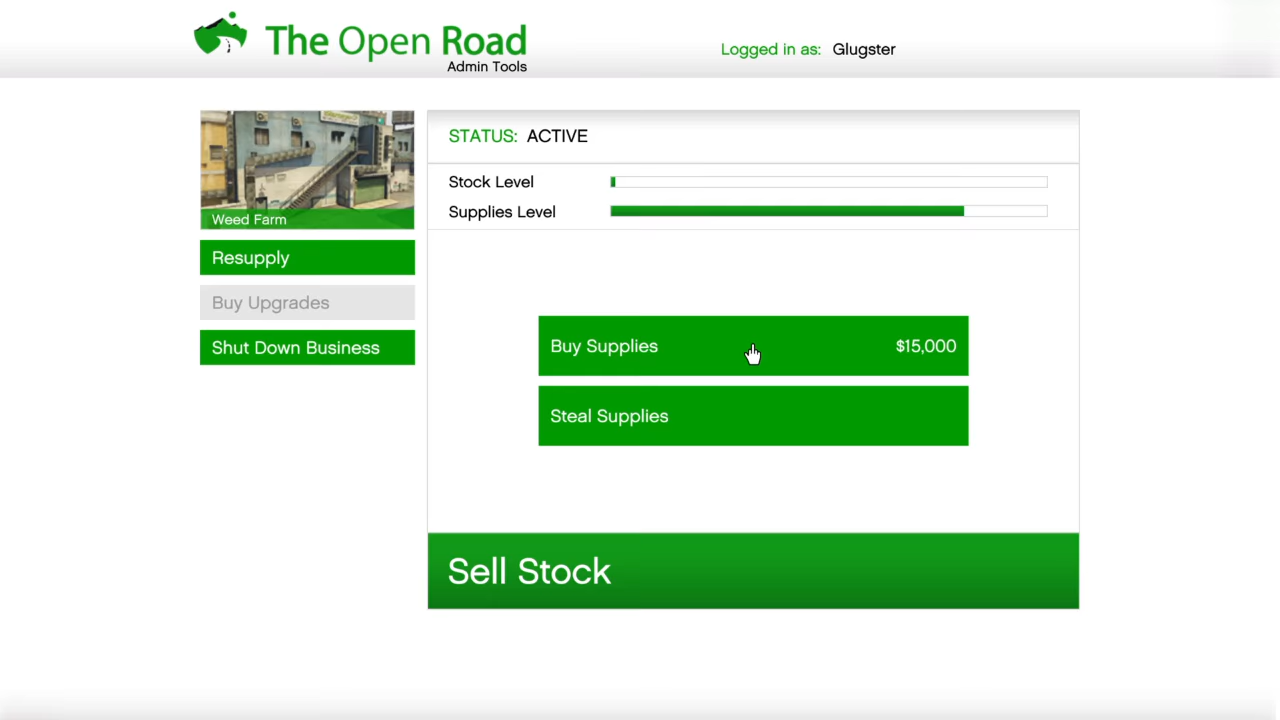 The Open Road
Admin Tools
Logged in as: Glugster
Weed Farm
Resupply
Buy Upgrades
Shut Down Business
STATUS: ACTIVE
Stock Level
Supplies Level
Buy Supplies $15,000
Steal Supplies
Sell Stock